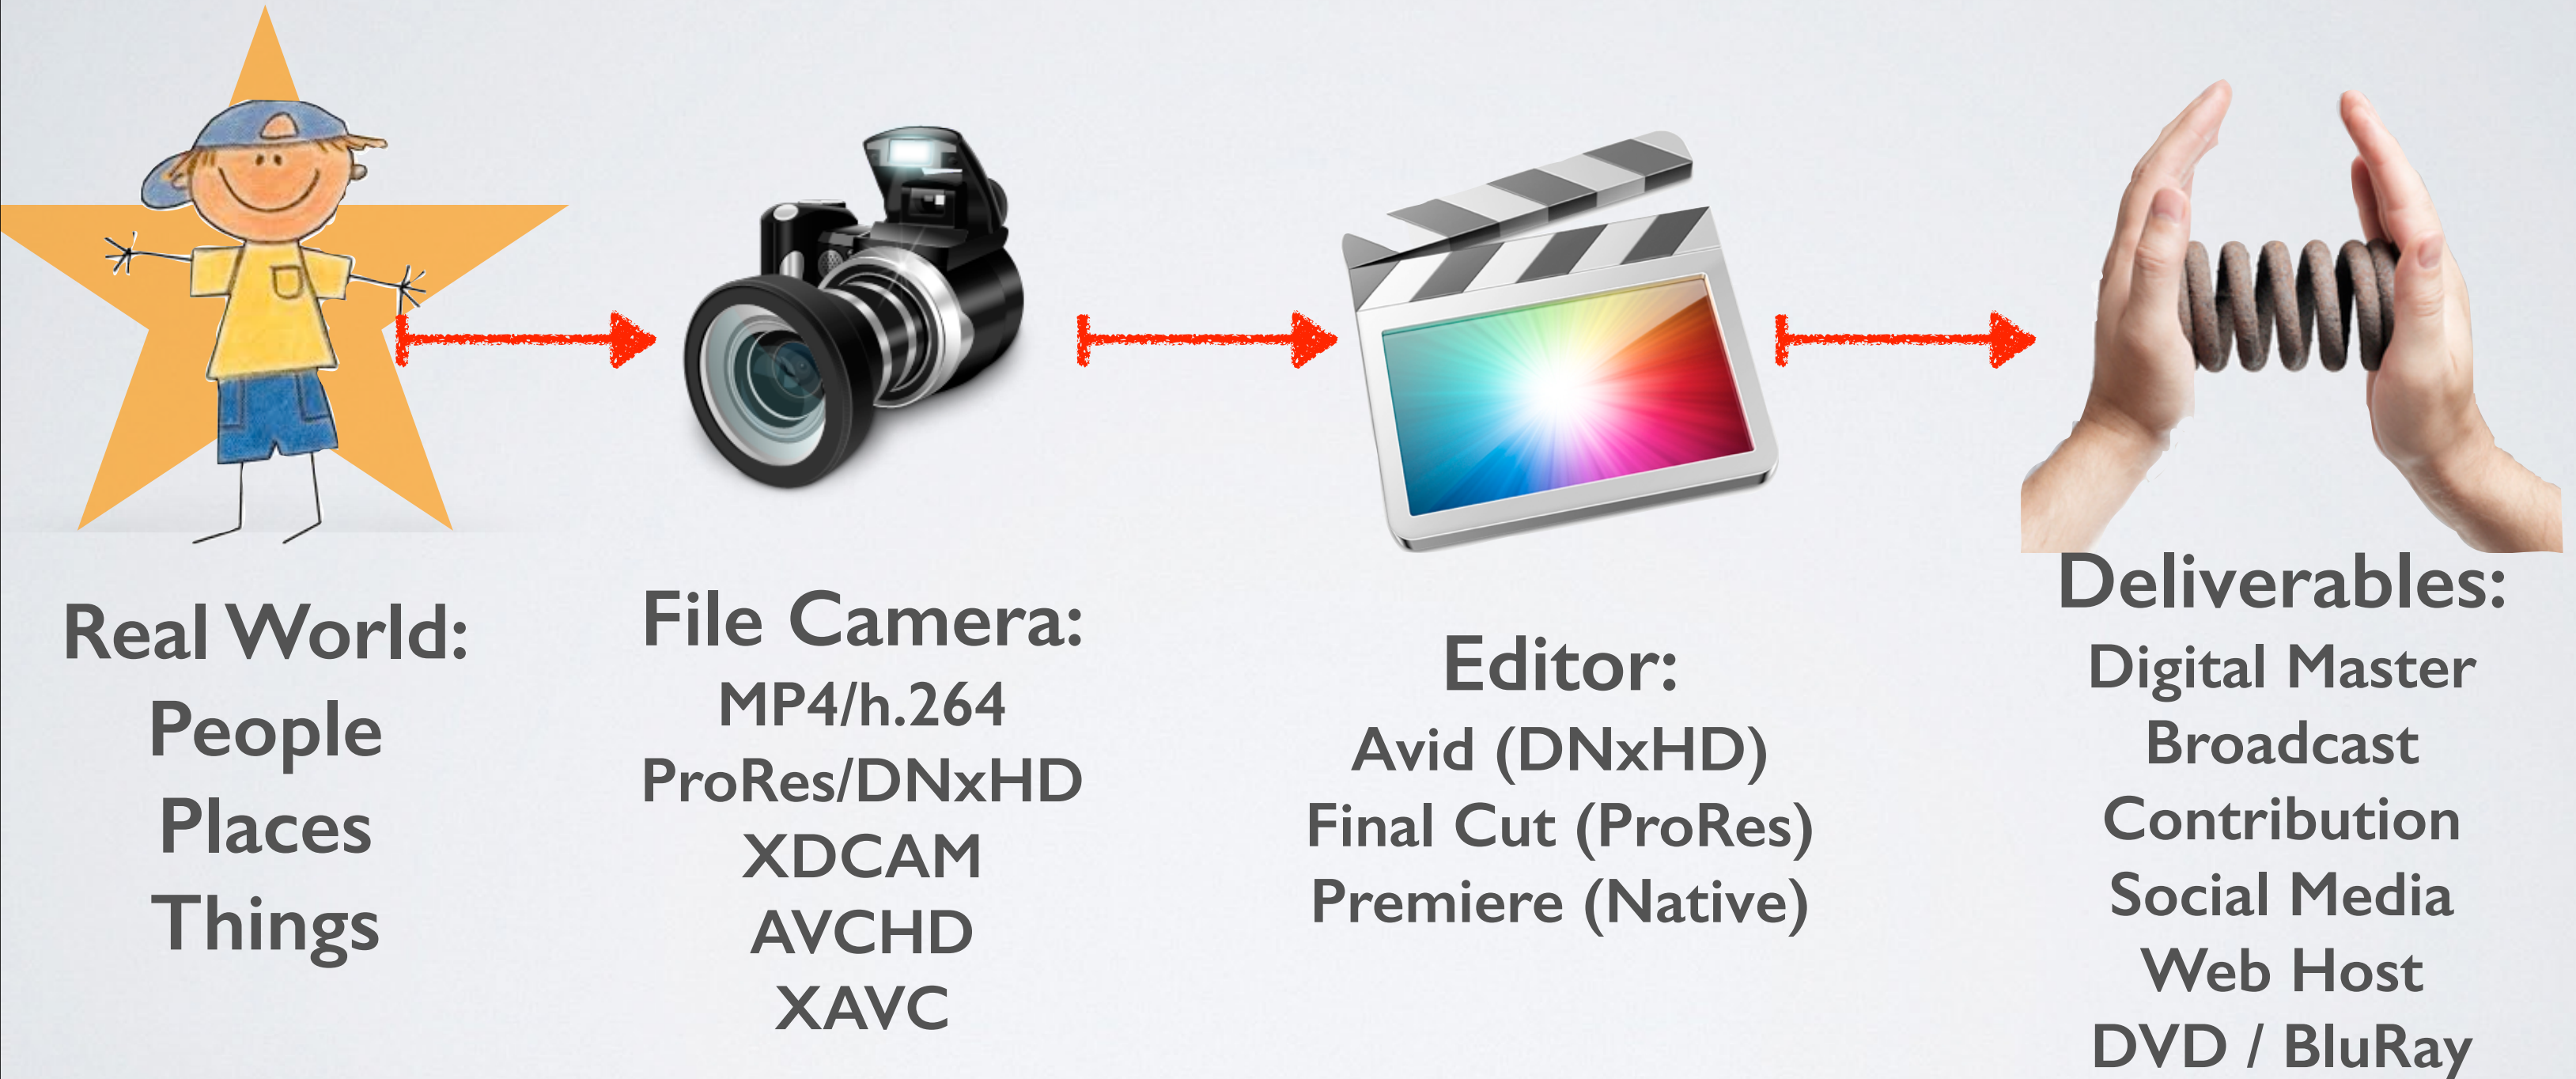 Real World:
People
Places
Things
File Camera:
MP4/h.264
ProRes/DNxHD
XDCAM
AVCHD
XAVC
Editor:
Avid (DNxHD)
Final Cut (ProRes)
Premiere (Native)
Deliverables:
Digital Master
Broadcast
Contribution
Social Media
Web Host
DVD / BluRay